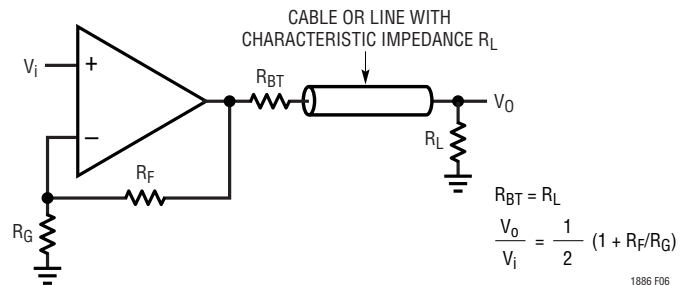 CABLE OR LINE WITH
CHARACTERISTIC IMPEDANCE RL
Vi
+
RBT
VO
–
RL
RF
RG
RBT = RL
Vo/Vi = 1/2 (1 + RF/RG)
1886 F06